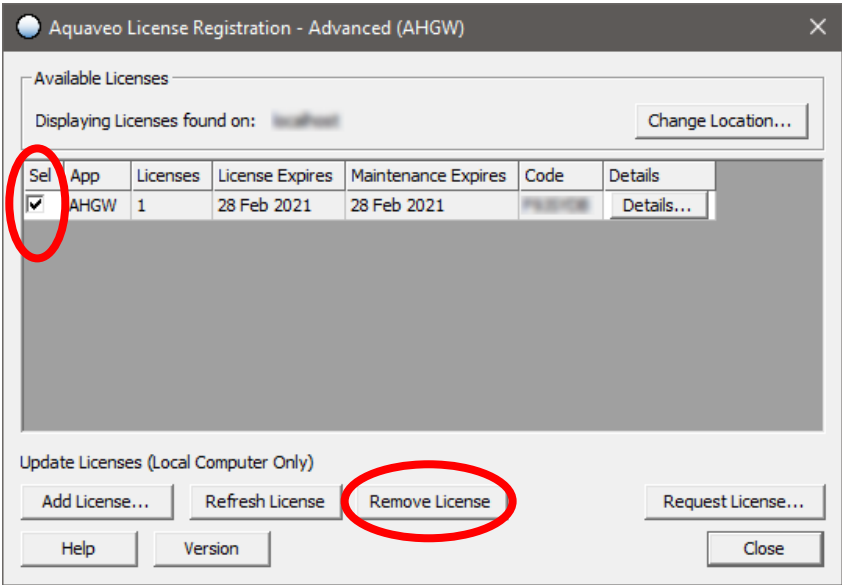 Aquaveo License Registration - Advanced (AHGW)
Available Licenses
Displaying Licenses found on:
Change Location...
Sel App Licenses License Expires Maintenance Expires Code Details
AHGW 1 28 Feb 2021 28 Feb 2021 Details...
Update Licenses (Local Computer Only)
Add License... Refresh License Remove License Request License...
Help Version Close